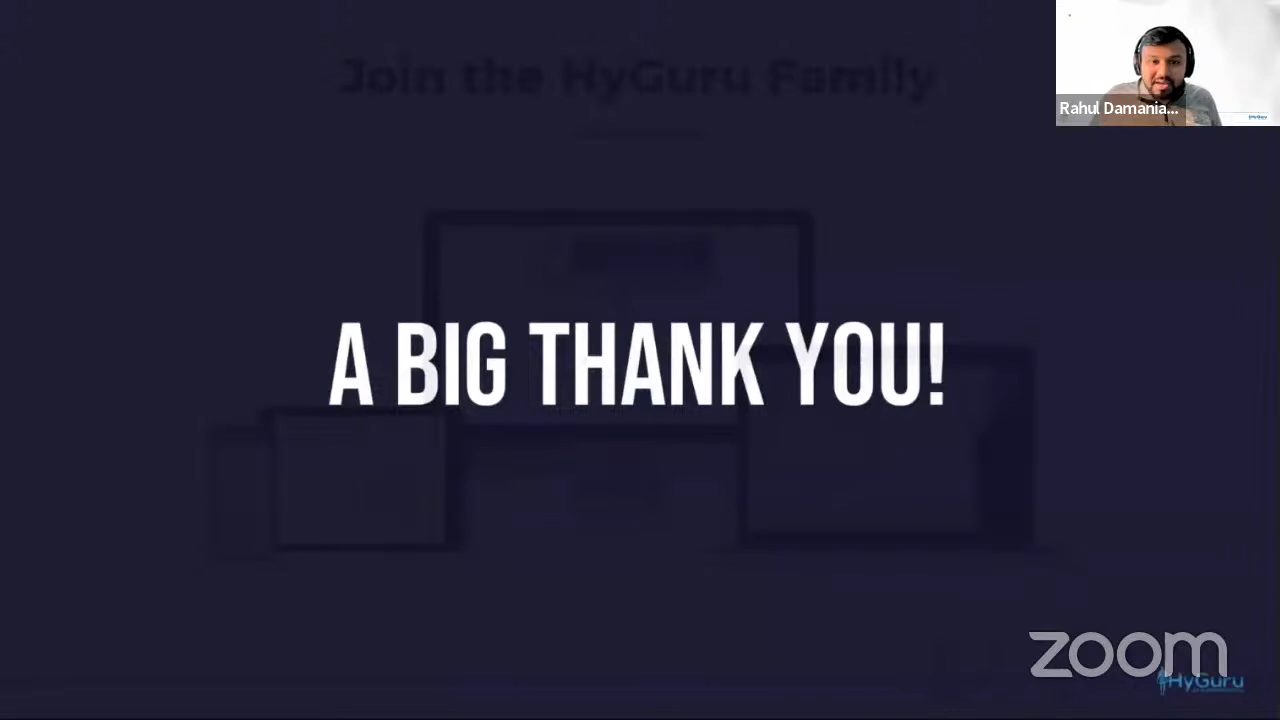 Join the HyGuru Family
Rahul Damania...
A BIG THANK YOU!
zoom
HyGuru